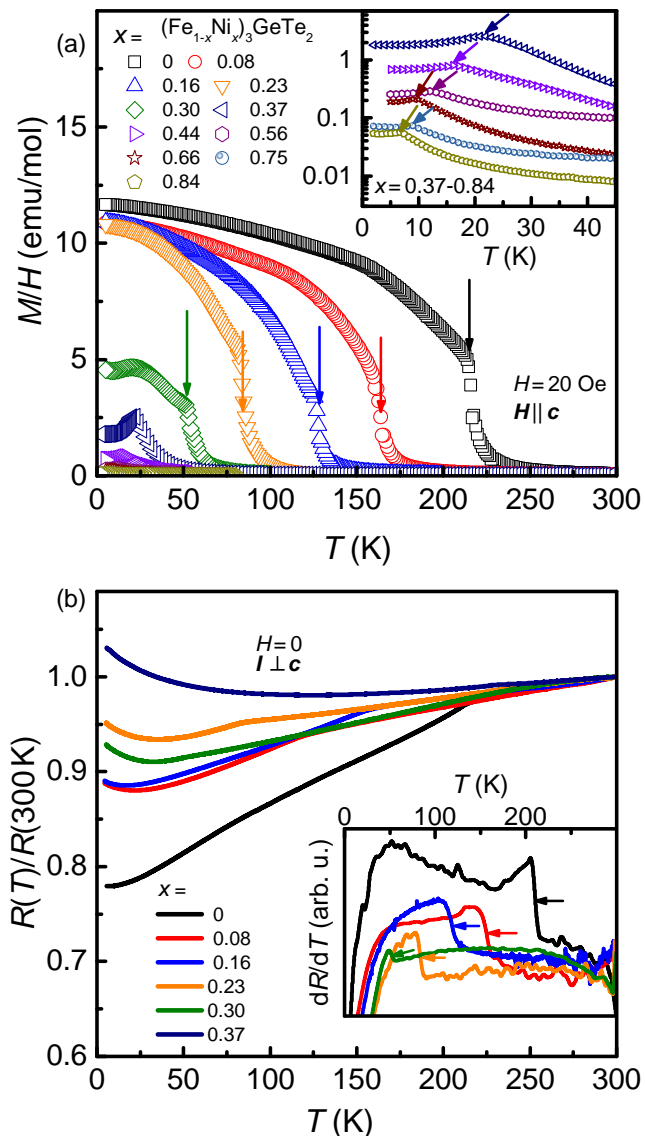 (a)
x = (Fe1-xNix)3GeTe2
0 0.08
0.16 0.23
0.30 0.37
0.44 0.56
0.66 0.75
0.84
1
0.1
0.01
x = 0.37-0.84
0 10 20 30 40
T (K)
15
10
5
0
M/H (emu/mol)
H = 20 Oe
H || c
0 50 100 150 200 250 300
T (K)
(b)
H = 0
I ⊥ c
1.0
0.9
0.8
0.7
0.6
R(T)/R(300K)
x =
0
0.08
0.16
0.23
0.30
0.37
T (K)
0 100 200
dR/dT (arb. u.)
0 50 100 150 200 250 300
T (K)